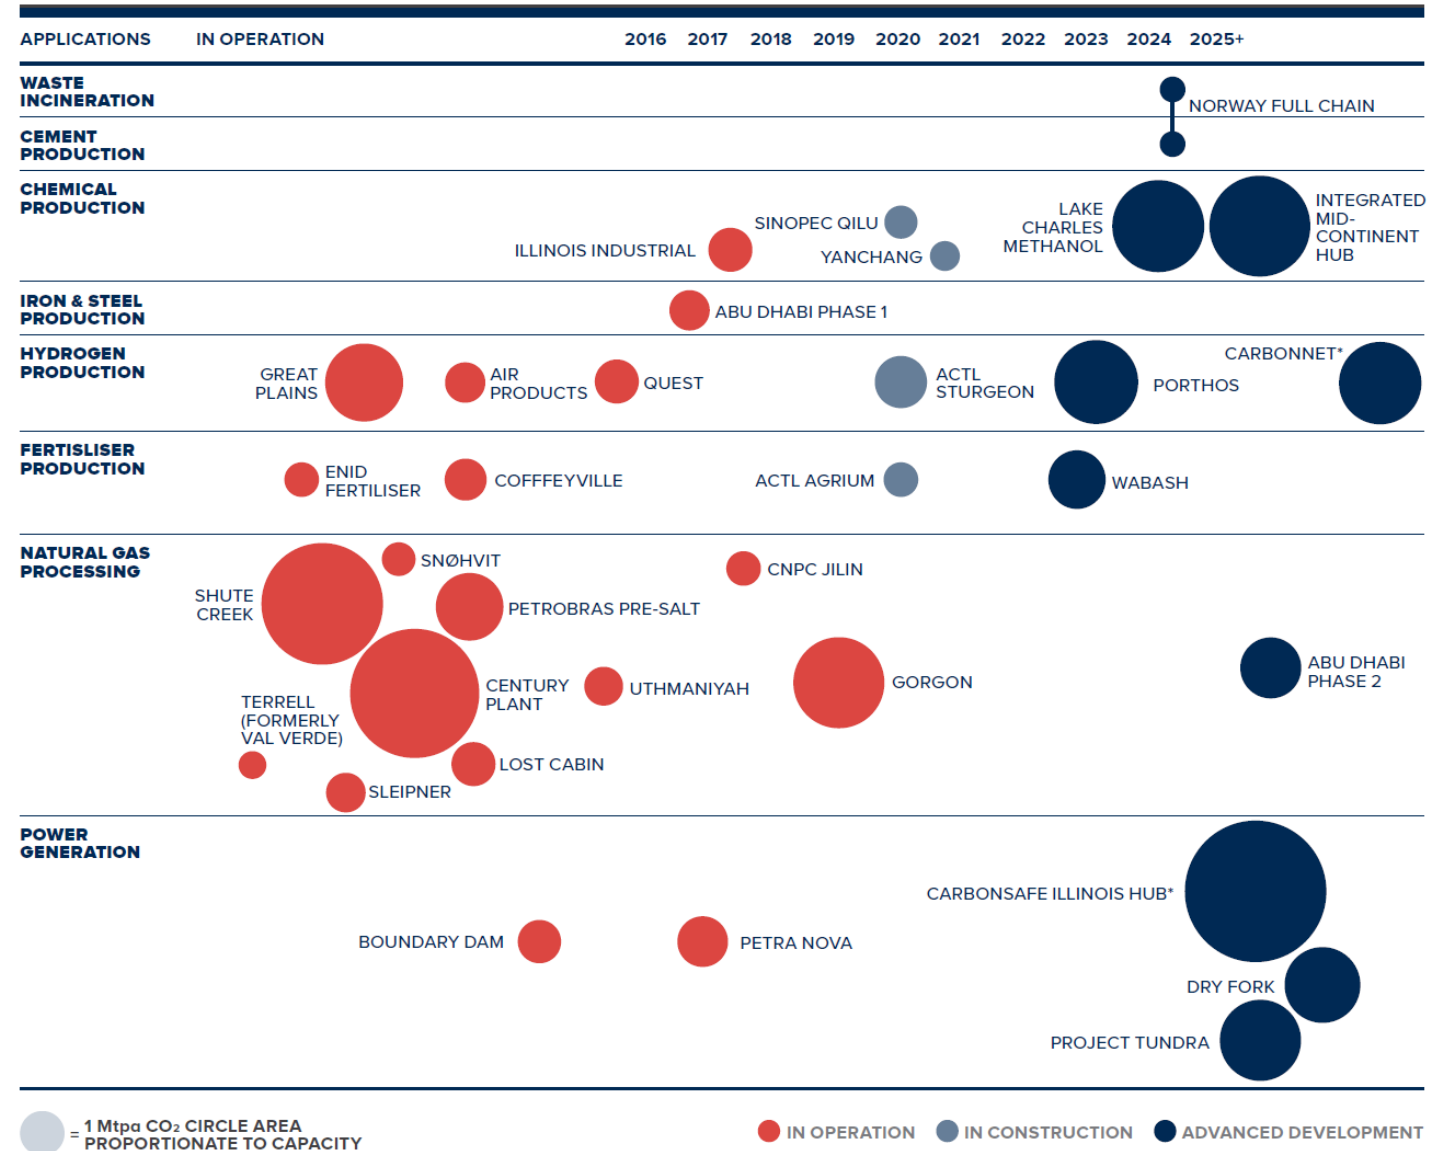 APPLICATIONS IN OPERATION 2016 2017 2018 2019 2020 2021 2022 2023 2024 2025+
WASTE
INCINERATION
NORWAY FULL CHAIN
CEMENT
PRODUCTION
CHEMICAL
PRODUCTION
ILLINOIS INDUSTRIAL
SINOPEC QILU
YANCHANG
LAKE
CHARLES
METHANOL
INTEGRATED
MID-
CONTINENT
HUB
IRON & STEEL
PRODUCTION
ABU DHABI PHASE 1
HYDROGEN
PRODUCTION
GREAT
PLAINS
AIR
PRODUCTS
QUEST
ACTL
STURGEON
PORTHOS
CARBONNET*
FERTISLISER
PRODUCTION
ENID
FERTILISER
COFFFEYVILLE
ACTL AGRIUM
WABASH
NATURAL GAS
PROCESSING
SHUTE
CREEK
SNØHVIT
PETROBRAS PRE-SALT
CENTURY
PLANT
TERRELL
(FORMERLY
VAL VERDE)
SLEIPNER
LOST CABIN
UTHMANIYAH
CNPC JILIN
GORGON
ABU DHABI
PHASE 2
POWER
GENERATION
BOUNDARY DAM
PETRA NOVA
CARBONSAFE ILLINOIS HUB*
DRY FORK
PROJECT TUNDRA
= 1 Mtpa CO₂ CIRCLE AREA
PROPORTIONATE TO CAPACITY
IN OPERATION IN CONSTRUCTION ADVANCED DEVELOPMENT